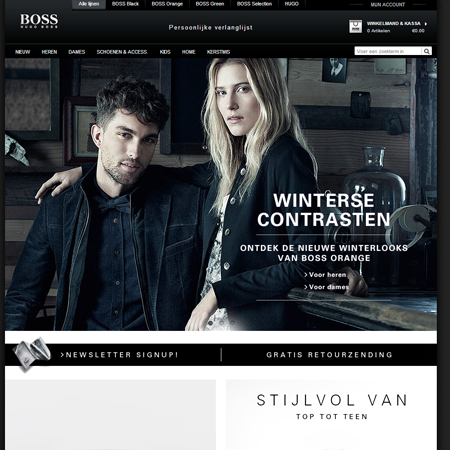 Alle lijnen BOSS Black BOSS Orange BOSS Green BOSS Selection HUGO MIJN ACCOUNT
BOSS
HUGO BOSS
Persoonlijke verlanglijst
WINKELMAND & KASSA
0 Artikelen €0.00
NIEUW HEREN DAMES SCHOENEN & ACCESS. KIDS HOME KERSTMIS
Voer een zoekterm in
WINTERSE
CONTRASTEN
ONTDEK DE NIEUWE WINTERLOOKS
VAN BOSS ORANGE
> Voor heren
> Voor dames
>NEWSLETTER SIGNUP! GRATIS RETOURZENDING
STIJLVOL VAN
TOP TOT TEEN